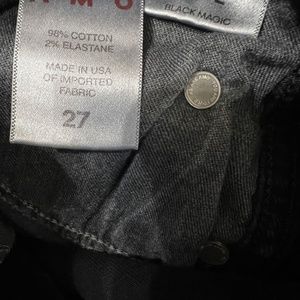 98% COTTON
2% ELASTANE
MADE IN USA
OF IMPORTED
FABRIC
27
BLACK MAGIC